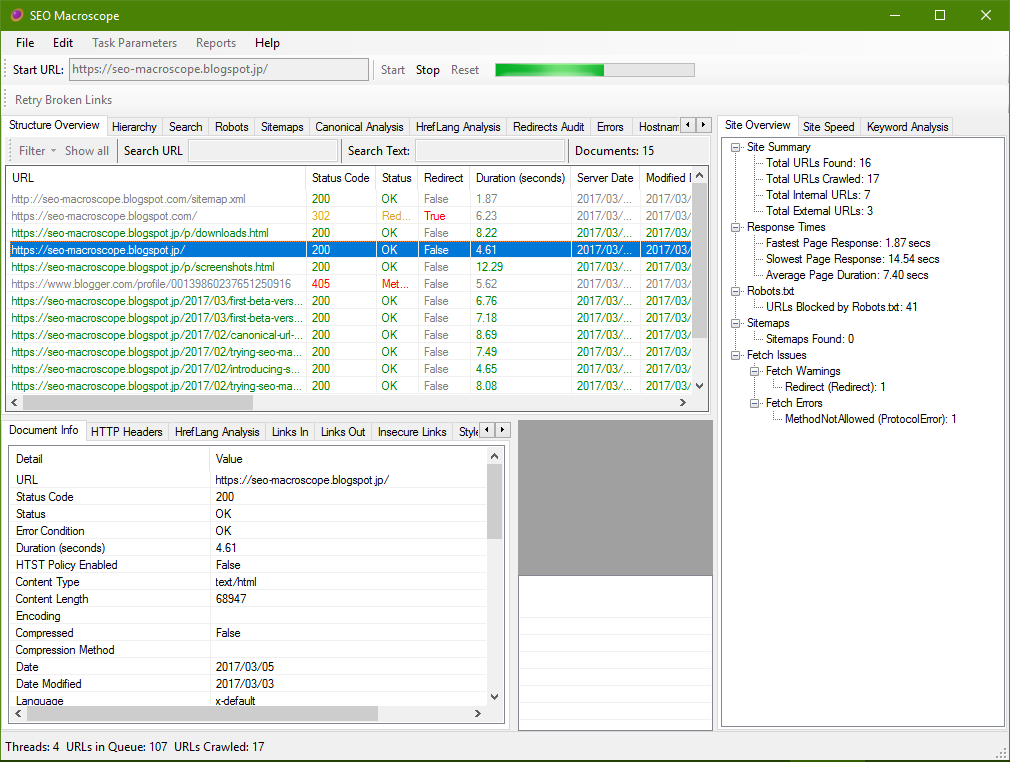 SEO Macroscope
File Edit Task Parameters Reports Help
Start URL: https://seo-macroscope.blogspot.jp/ Start Stop Reset
Retry Broken Links
Structure Overview Hierarchy Search Robots Sitemaps Canonical Analysis HrefLang Analysis Redirects Audit Errors Hostnam
Filter Show all Search URL Search Text: Documents: 15
URL Status Code Status Redirect Duration (seconds) Server Date Modified
http://seo-macroscope.blogspot.com/sitemap.xml 200 OK False 1.87 2017/03/... 2017/03/
https://seo-macroscope.blogspot.com/ 302 Red... True 6.23 2017/03/... 2017/03/
https://seo-macroscope.blogspot.jp/p/downloads.html 200 OK False 8.22 2017/03/... 2017/03/
https://seo-macroscope.blogspot.jp/ 200 OK False 4.61 2017/03/... 2017/03/
https://seo-macroscope.blogspot.jp/p/screenshots.html 200 OK False 12.29 2017/03/... 2017/03/
https://www.blogger.com/profile/00139860237651250916 405 Met... False 5.62 2017/03/... 2017/03/
https://seo-macroscope.blogspot.jp/2017/03/first-beta-vers... 200 OK False 6.76 2017/03/... 2017/03/
https://seo-macroscope.blogspot.jp/2017/03/first-beta-vers... 200 OK False 7.18 2017/03/... 2017/03/
https://seo-macroscope.blogspot.jp/2017/02/canonical-url-... 200 OK False 8.69 2017/03/... 2017/03/
https://seo-macroscope.blogspot.jp/2017/02/trying-seo-ma... 200 OK False 7.49 2017/03/... 2017/03/
https://seo-macroscope.blogspot.jp/2017/02/introducing-s... 200 OK False 4.65 2017/03/... 2017/03/
https://seo-macroscope.blogspot.jp/2017/02/trying-seo-ma... 200 OK False 8.08 2017/03/... 2017/03/
Document Info HTTP Headers HrefLang Analysis Links In Links Out Insecure Links Style
Detail Value
URL https://seo-macroscope.blogspot.jp/
Status Code 200
Status OK
Error Condition OK
Duration (seconds) 4.61
HTST Policy Enabled False
Content Type text/html
Content Length 68947
Encoding
Compressed False
Compression Method
Date 2017/03/05
Date Modified 2017/03/03
Language x-default
Site Overview Site Speed Keyword Analysis
Site Summary
Total URLs Found: 16
Total URLs Crawled: 17
Total Internal URLs: 7
Total External URLs: 3
Response Times
Fastest Page Response: 1.87 secs
Slowest Page Response: 14.54 secs
Average Page Duration: 7.40 secs
Robots.txt
URLs Blocked by Robots.txt: 41
Sitemaps
Sitemaps Found: 0
Fetch Issues
Fetch Warnings
Redirect (Redirect): 1
Fetch Errors
MethodNotAllowed (ProtocolError): 1
Threads: 4 URLs in Queue: 107 URLs Crawled: 17